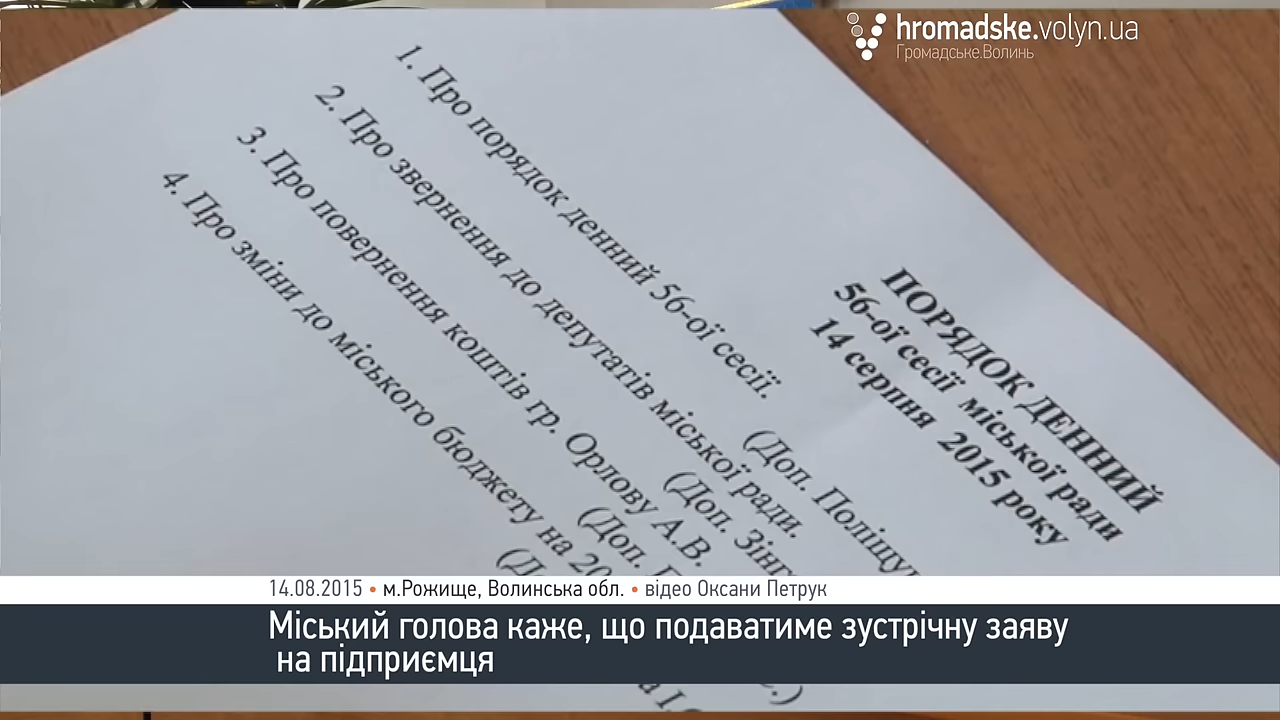 hromadske.volyn.ua
Громадське.Волинь
ПОРЯДОК ДЕННИЙ
56-ої сесії міської ради
14 серпня 2015 року
1. Про порядок денний 56-ої сесії.
(Доп.
2. Про звернення до депутатів міської ради.
(Доп.
3. Про повернення коштів гр. Орлову А.В.
(Доп.
4. Про зміни до міського бюджету на
14.08.2015 • м.Рожище, Волинська обл. • відео Оксани Петрук
Міський голова каже, що подаватиме зустрічну заяву
на підприємця